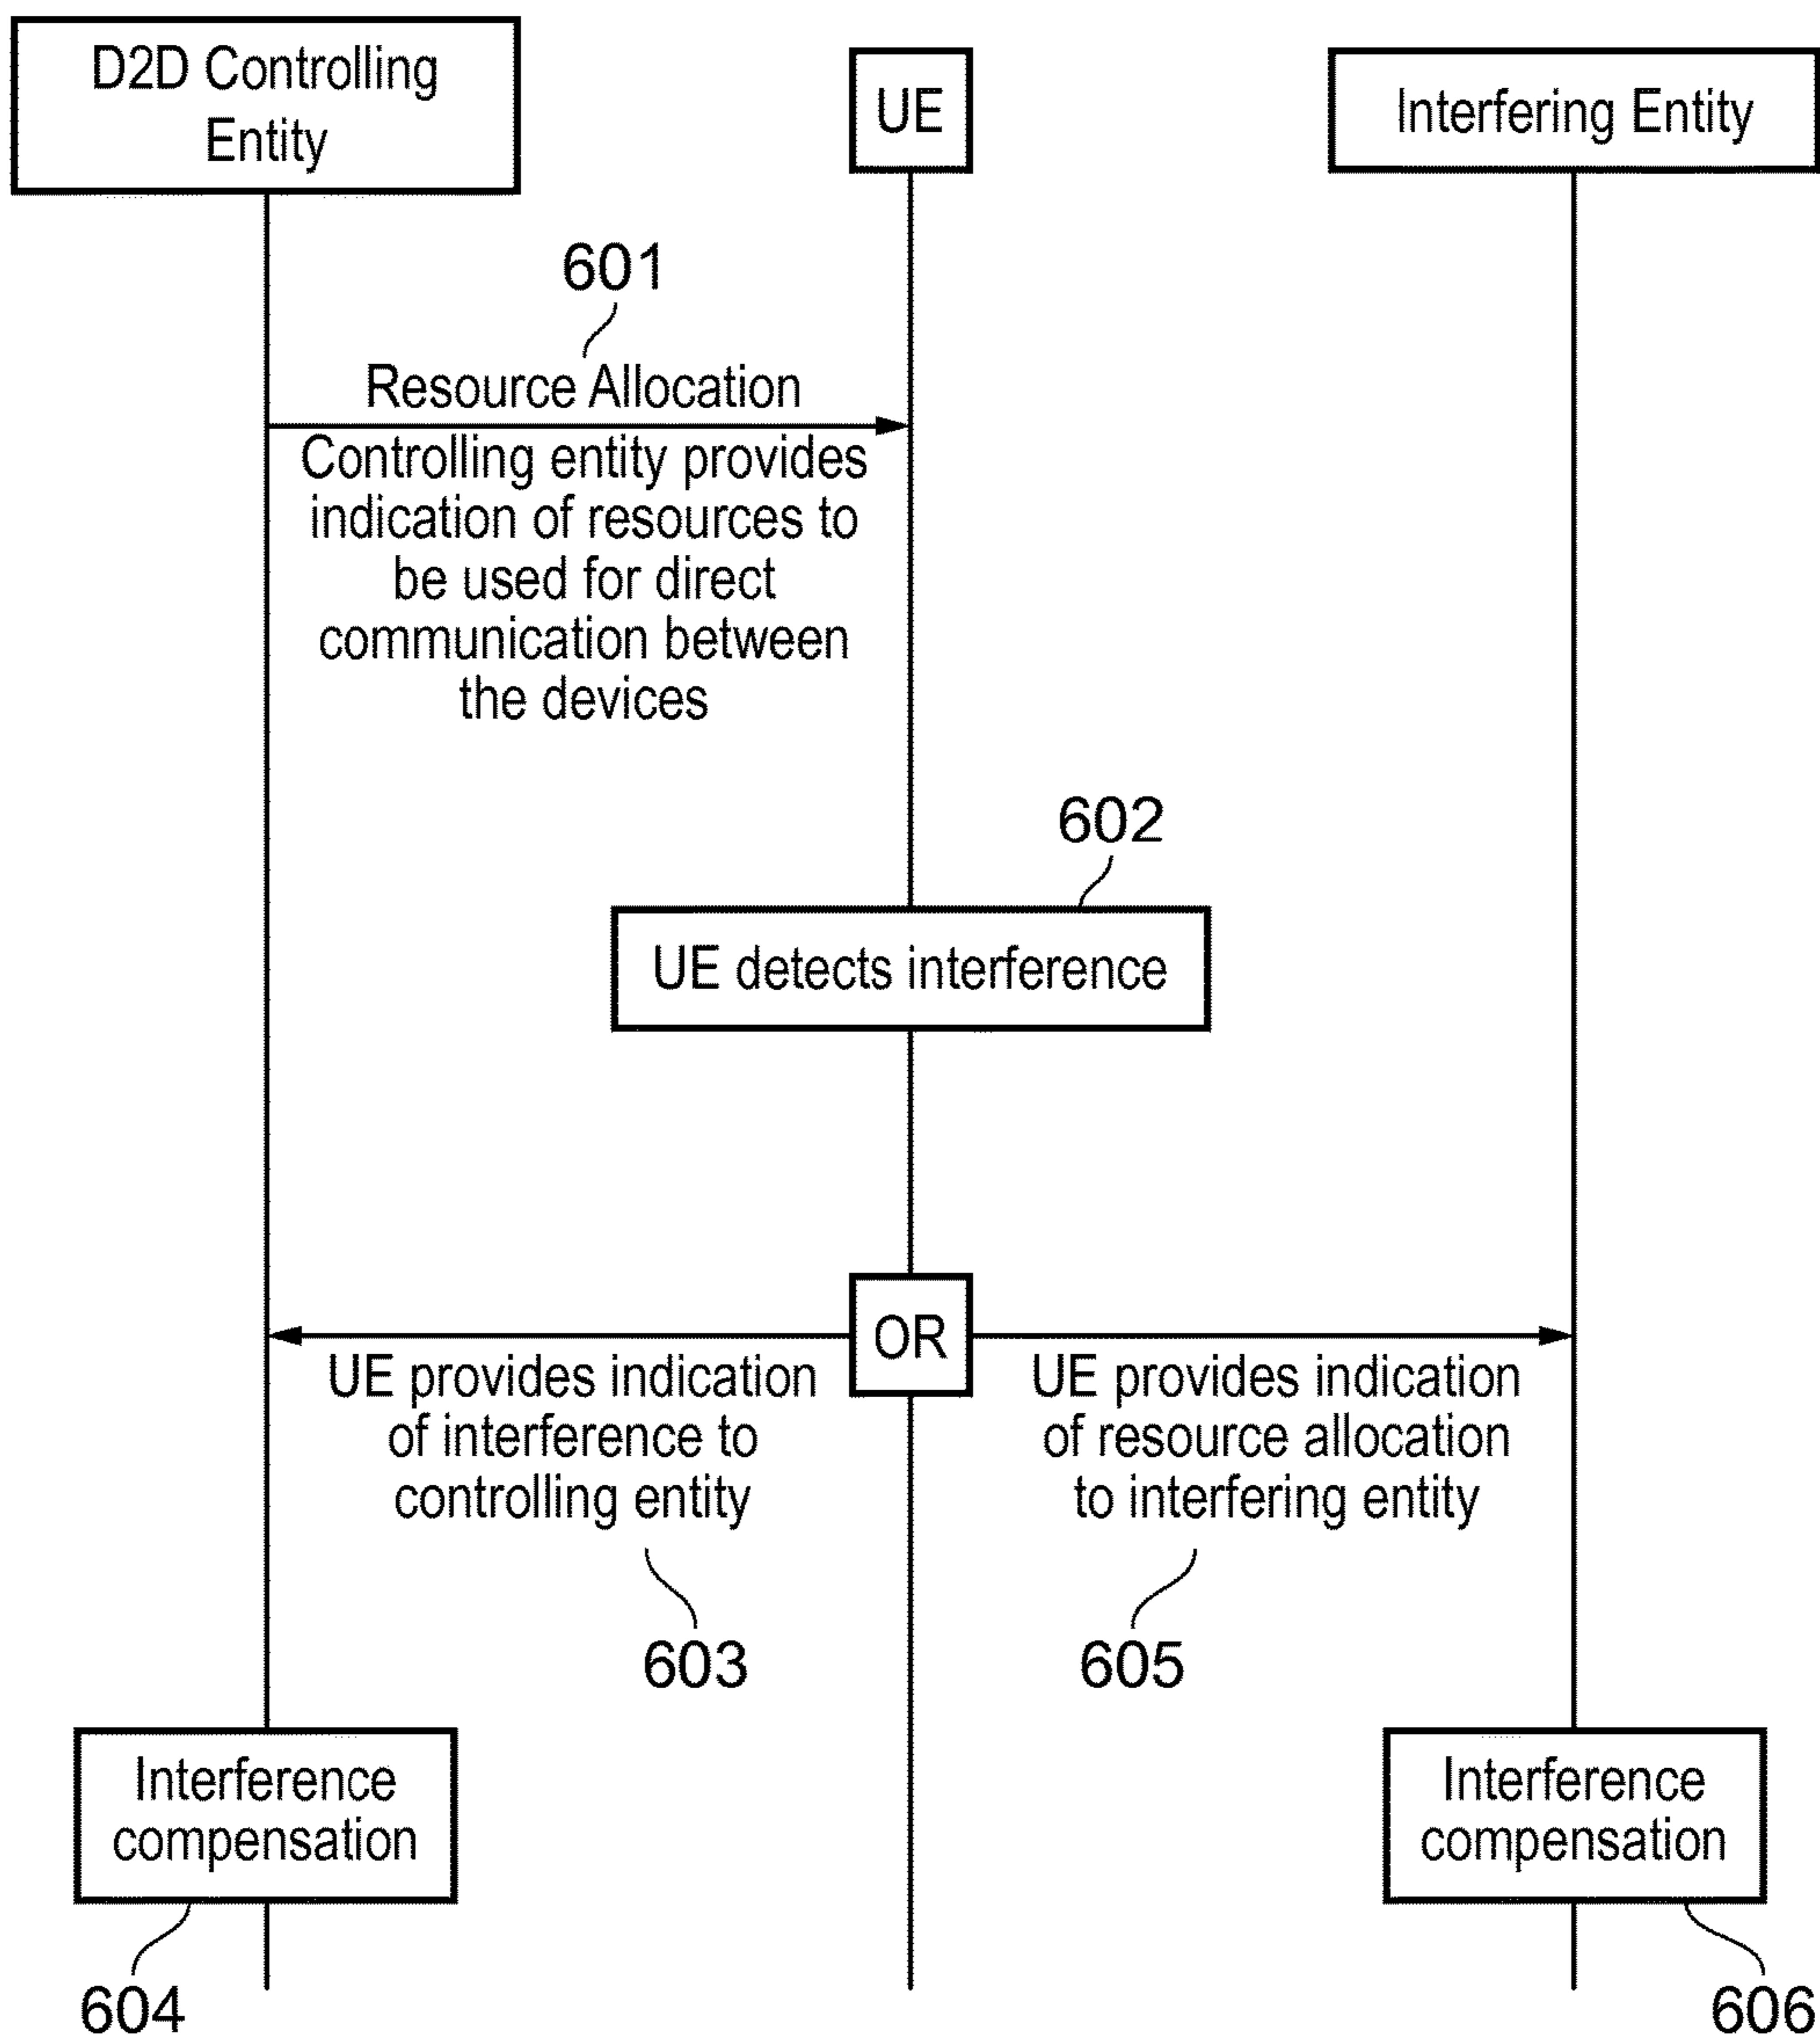 D2D Controlling
Entity
UE
Interfering Entity
601
Resource Allocation
Controlling entity provides
indication of resources to
be used for direct
communication between
the devices
602
UE detects interference
OR
UE provides indication
of interference to
controlling entity
UE provides indication
of resource allocation
to interfering entity
603
605
Interference
compensation
Interference
compensation
604
606